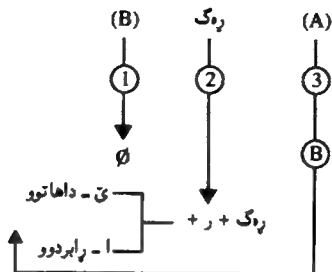 (A) ڕەگ (B)
3 2 1
B
Ø
ێ - داهاتوو
ڕەگ + ر +
ا - ڕابردوو